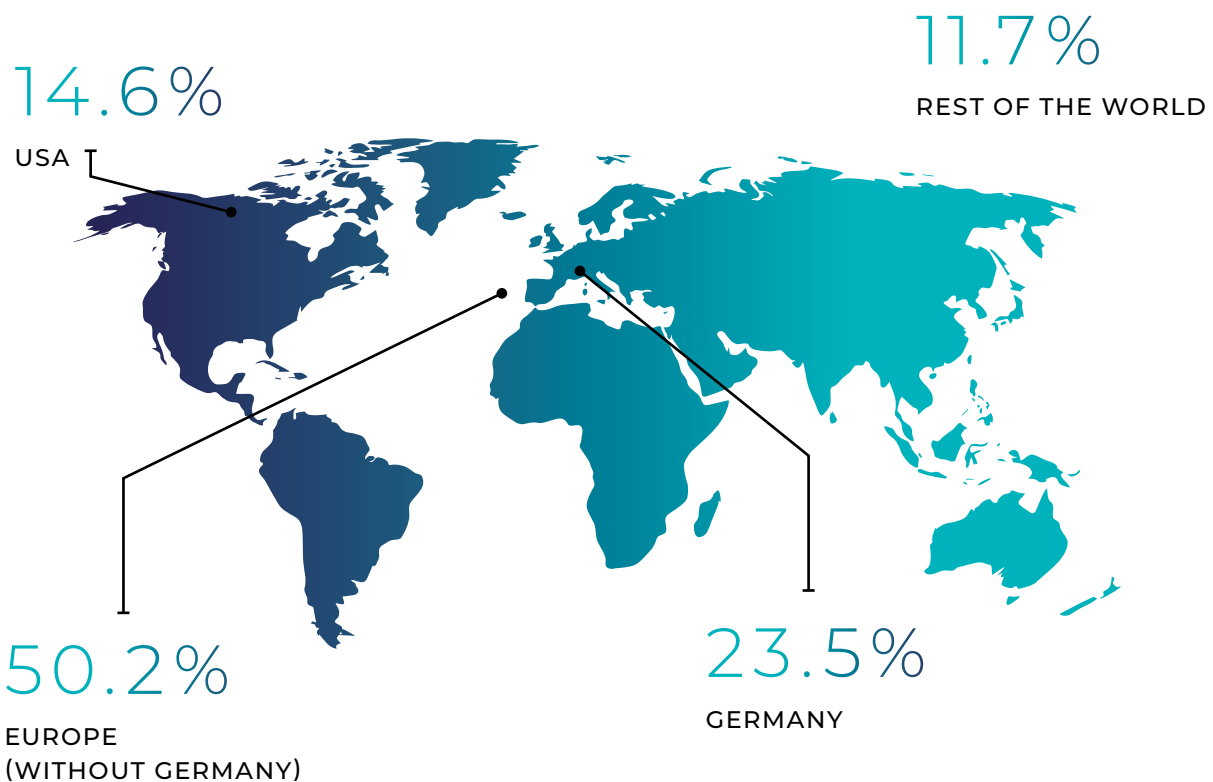 11.7%
REST OF THE WORLD
14.6%
USA
50.2%
EUROPE
(WITHOUT GERMANY)
23.5%
GERMANY